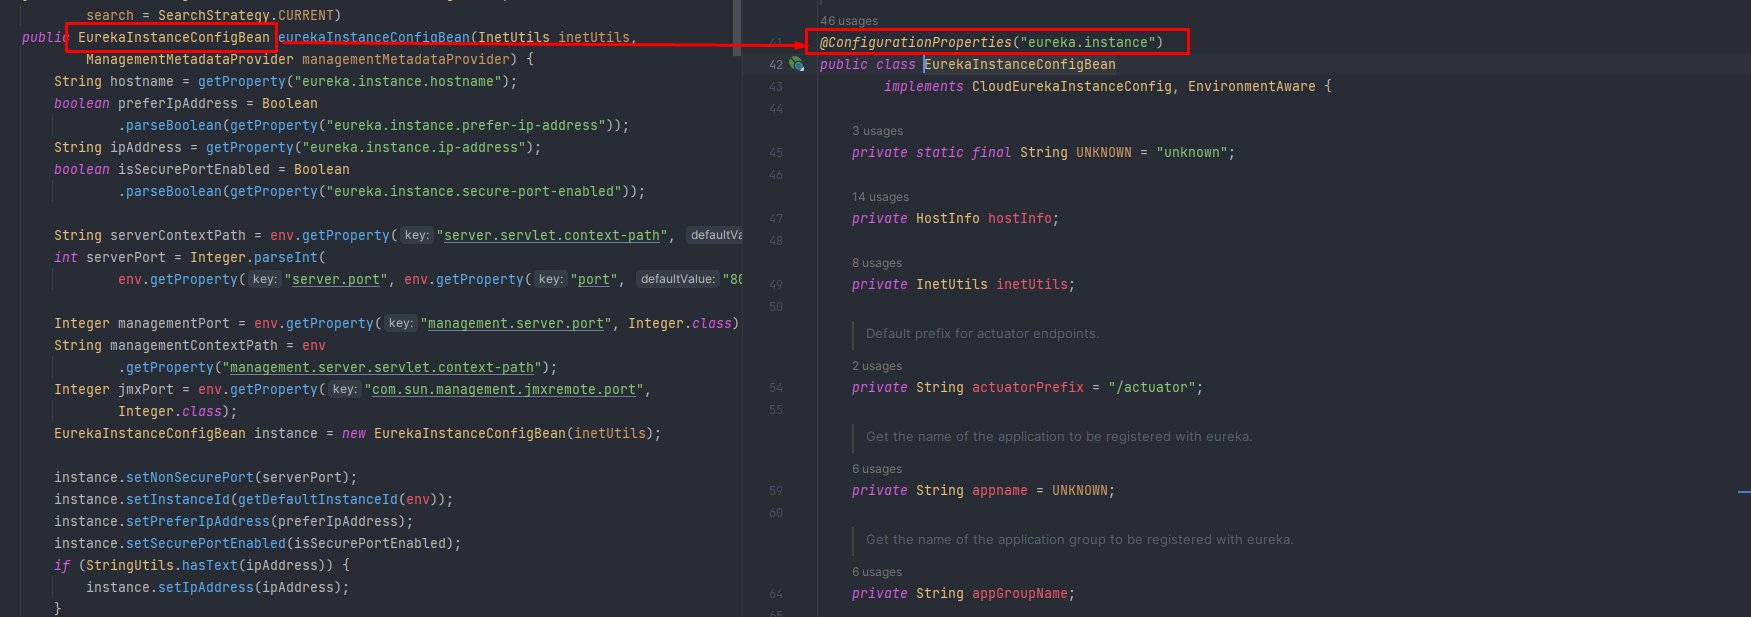 search = SearchStrategy.CURRENT)
public EurekaInstanceConfigBean eurekaInstanceConfigBean(InetUtils inetUtils,
ManagementMetadataProvider managementMetadataProvider) {
String hostname = getProperty("eureka.instance.hostname");
boolean preferIpAddress = Boolean
.parseBoolean(getProperty("eureka.instance.prefer-ip-address"));
String ipAddress = getProperty("eureka.instance.ip-address");
boolean isSecurePortEnabled = Boolean
.parseBoolean(getProperty("eureka.instance.secure-port-enabled"));
String serverContextPath = env.getProperty( key: "server.servlet.context-path", defaultVa
int serverPort = Integer.parseInt(
env.getProperty( key: "server.port", env.getProperty( key: "port", defaultValue: "80
Integer managementPort = env.getProperty( key: "management.server.port", Integer.class)
String managementContextPath = env
.getProperty("management.server.servlet.context-path");
Integer jmxPort = env.getProperty( key: "com.sun.management.jmxremote.port",
Integer.class);
EurekaInstanceConfigBean instance = new EurekaInstanceConfigBean(inetUtils);
instance.setNonSecurePort(serverPort);
instance.setInstanceId(getDefaultInstanceId(env));
instance.setPreferIpAddress(preferIpAddress);
instance.setSecurePortEnabled(isSecurePortEnabled);
if (StringUtils.hasText(ipAddress)) {
instance.setIpAddress(ipAddress);
}
46 usages
41 @ConfigurationProperties("eureka.instance")
42 public class EurekaInstanceConfigBean
43 implements CloudEurekaInstanceConfig, EnvironmentAware {
44
3 usages
45 private static final String UNKNOWN = "unknown";
46
14 usages
47 private HostInfo hostInfo;
48
8 usages
49 private InetUtils inetUtils;
50
Default prefix for actuator endpoints.
2 usages
54 private String actuatorPrefix = "/actuator";
55
Get the name of the application to be registered with eureka.
6 usages
59 private String appname = UNKNOWN;
60
Get the name of the application group to be registered with eureka.
6 usages
64 private String appGroupName;
65